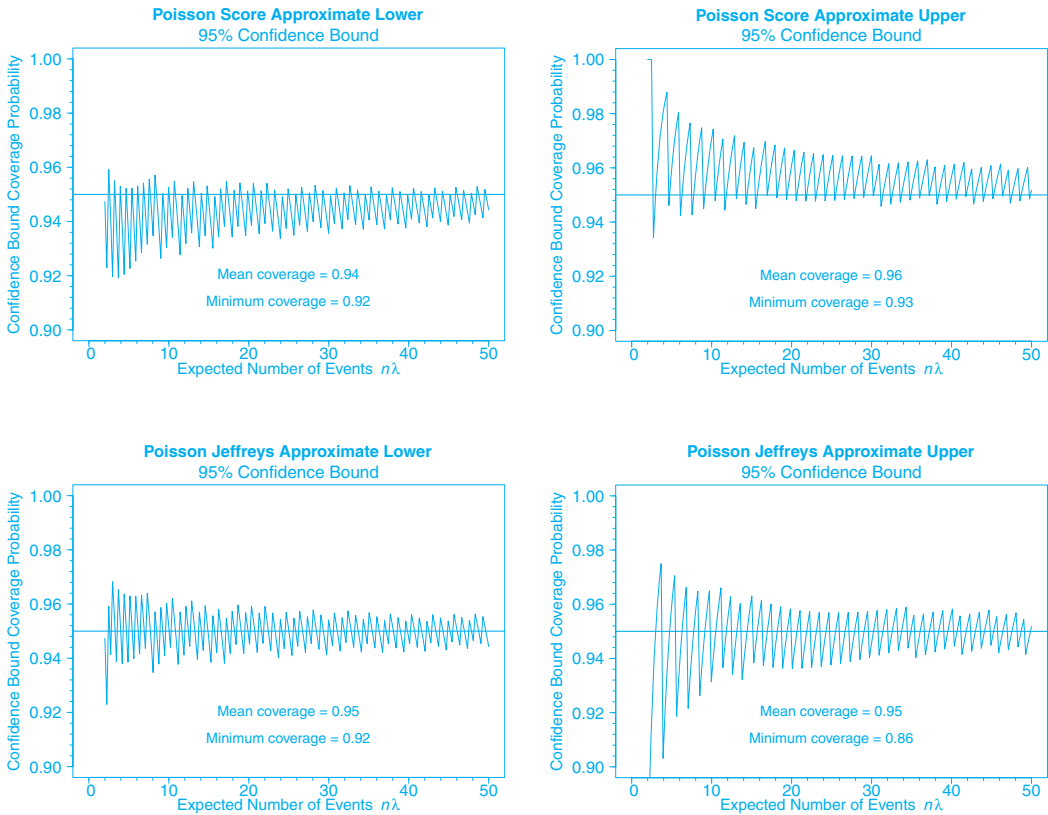 Poisson Score Approximate Lower
95% Confidence Bound
Confidence Bound Coverage Probability
1.00
0.98
0.96
0.94
0.92
0.90
Mean coverage = 0.94
Minimum coverage = 0.92
0 10 20 30 40 50
Expected Number of Events nλ
Poisson Score Approximate Upper
95% Confidence Bound
Confidence Bound Coverage Probability
1.00
0.98
0.96
0.94
0.92
0.90
Mean coverage = 0.96
Minimum coverage = 0.93
0 10 20 30 40 50
Expected Number of Events nλ
Poisson Jeffreys Approximate Lower
95% Confidence Bound
Confidence Bound Coverage Probability
1.00
0.98
0.96
0.94
0.92
0.90
Mean coverage = 0.95
Minimum coverage = 0.92
0 10 20 30 40 50
Expected Number of Events nλ
Poisson Jeffreys Approximate Upper
95% Confidence Bound
Confidence Bound Coverage Probability
1.00
0.98
0.96
0.94
0.92
0.90
Mean coverage = 0.95
Minimum coverage = 0.86
0 10 20 30 40 50
Expected Number of Events nλ